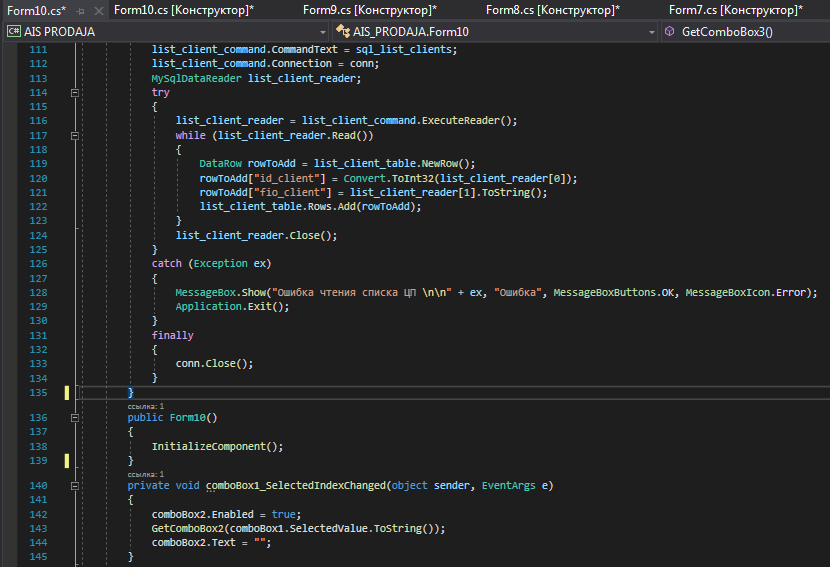 Form10.cs* Form10.cs [Конструктор]* Form9.cs [Конструктор]* Form8.cs [Конструктор]* Form7.cs [Конструктор]*
C# AIS PRODAJA AIS_PRODAJA.Form10 GetComboBox3()
111 list_client_command.CommandText = sql_list_clients;
112 list_client_command.Connection = conn;
113 MySqlDataReader list_client_reader;
114 try
115 {
116 list_client_reader = list_client_command.ExecuteReader();
117 while (list_client_reader.Read())
118 {
119 DataRow rowToAdd = list_client_table.NewRow();
120 rowToAdd["id_client"] = Convert.ToInt32(list_client_reader[0]);
121 rowToAdd["fio_client"] = list_client_reader[1].ToString();
122 list_client_table.Rows.Add(rowToAdd);
123 }
124 list_client_reader.Close();
125 }
126 catch (Exception ex)
127 {
128 MessageBox.Show("Ошибка чтения списка ЦП \n\n" + ex, "Ошибка", MessageBoxButtons.OK, MessageBoxIcon.Error);
129 Application.Exit();
130 }
131 finally
132 {
133 conn.Close();
134 }
135 }
ссылка: 1
136 public Form10()
137 {
138 InitializeComponent();
139 }
ссылка: 1
140 private void comboBox1_SelectedIndexChanged(object sender, EventArgs e)
141 {
142 comboBox2.Enabled = true;
143 GetComboBox2(comboBox1.SelectedValue.ToString());
144 comboBox2.Text = "";
145 }